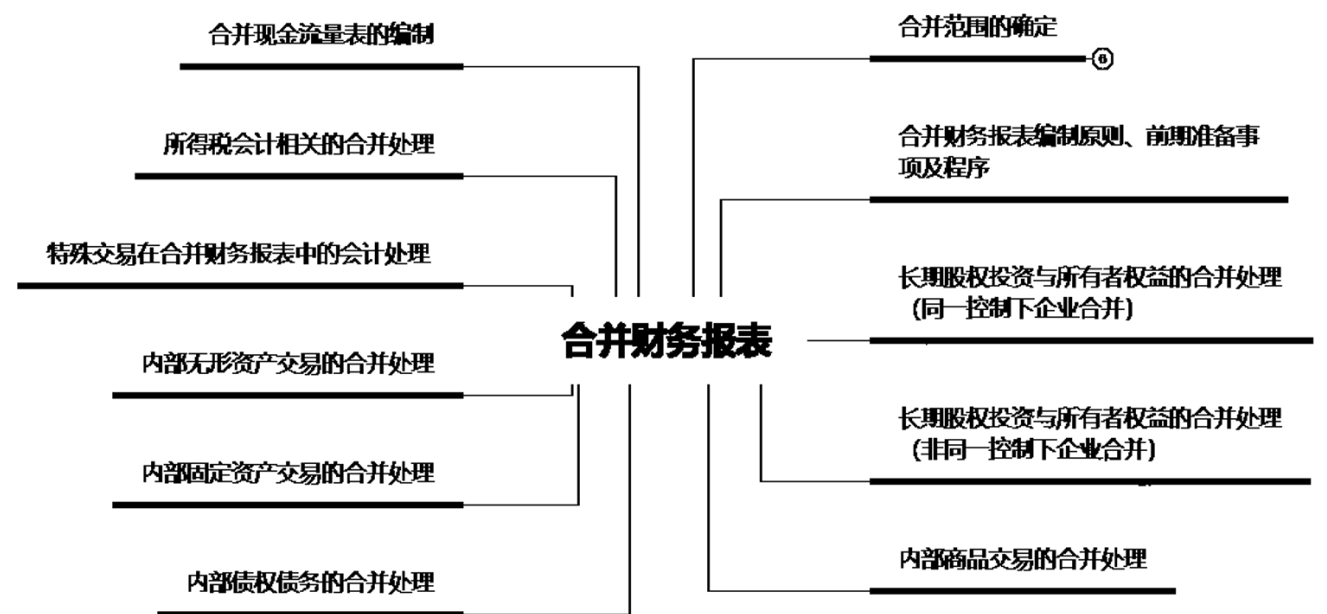 合并财务报表
合并范围的确定
6
合并财务报表编制原则、前期准备事
项及程序
长期股权投资与所有者权益的合并处理
（同一控制下企业合并）
长期股权投资与所有者权益的合并处理
（非同一控制下企业合并）
内部商品交易的合并处理
合并现金流量表的编制
所得税会计相关的合并处理
特殊交易在合并财务报表中的会计处理
内部无形资产交易的合并处理
内部固定资产交易的合并处理
内部债权债务的合并处理